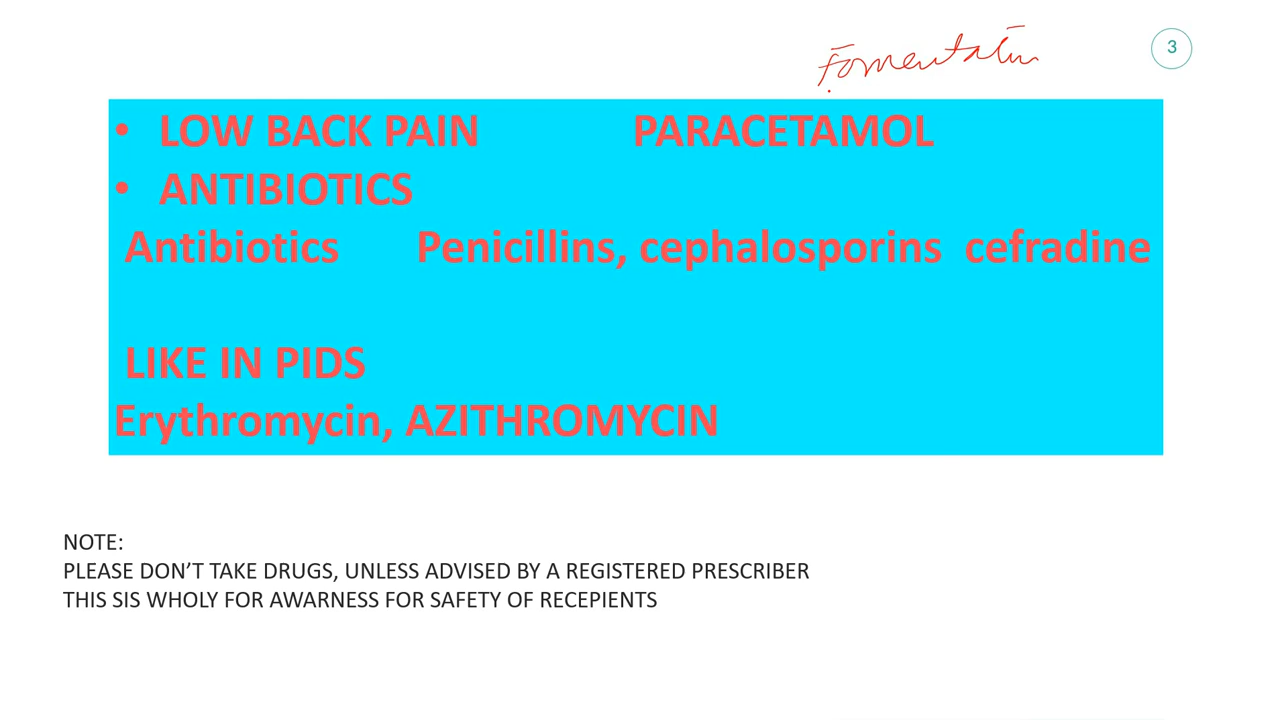 Fomentation
3
• LOW BACK PAIN PARACETAMOL
• ANTIBIOTICS
Antibiotics Penicillins, cephalosporins cefradine
LIKE IN PIDS
Erythromycin, AZITHROMYCIN
NOTE:
PLEASE DON’T TAKE DRUGS, UNLESS ADVISED BY A REGISTERED PRESCRIBER
THIS SIS WHOLY FOR AWARNESS FOR SAFETY OF RECEPIENTS